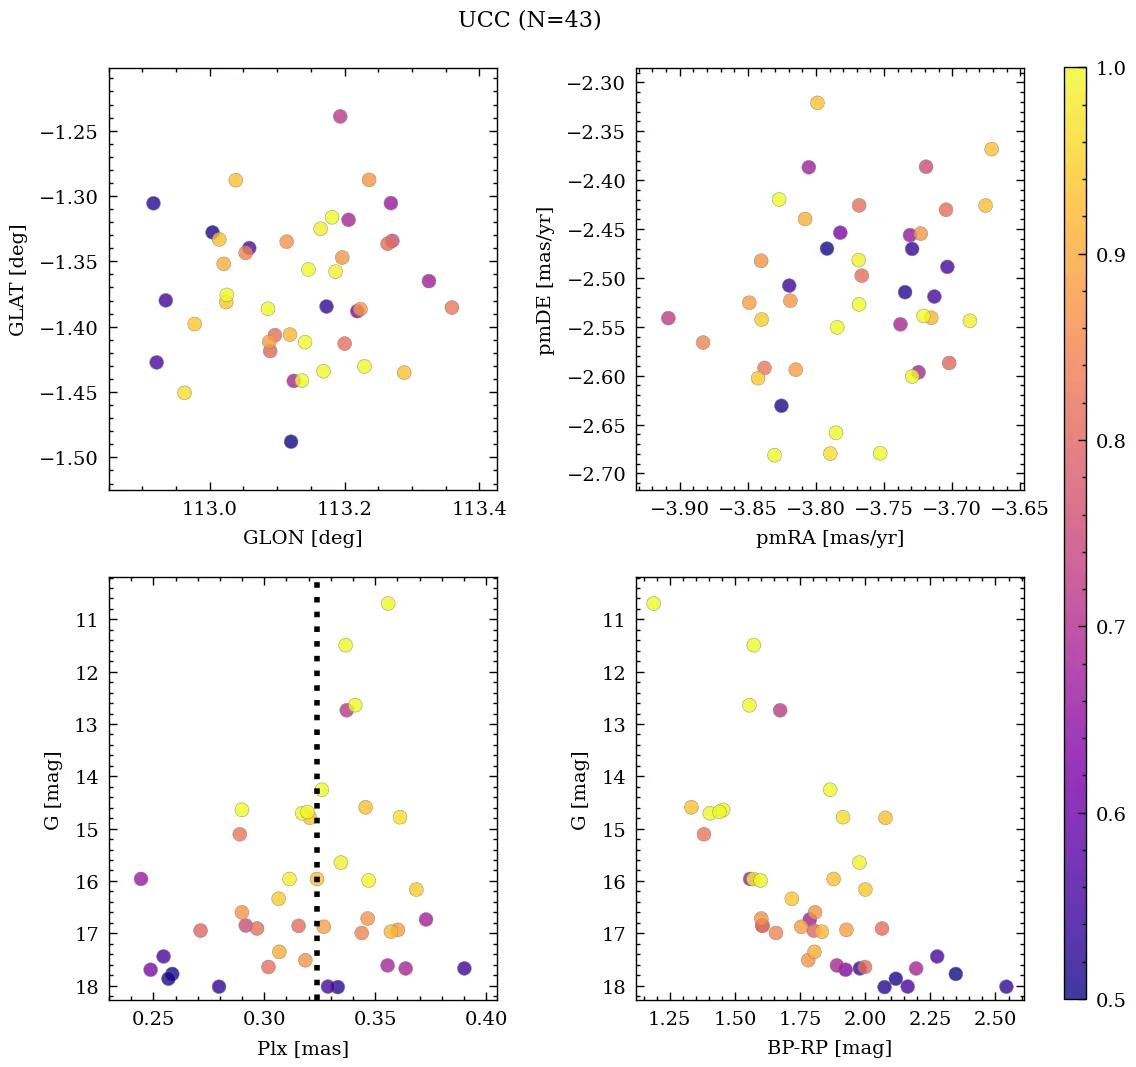 UCC (N=43)
−1.25
−1.30
−1.35
−1.40
−1.45
−1.50
GLAT [deg]
113.0 113.2 113.4
GLON [deg]
−2.30
−2.35
−2.40
−2.45
−2.50
−2.55
−2.60
−2.65
−2.70
pmDE [mas/yr]
−3.90 −3.85 −3.80 −3.75 −3.70 −3.65
pmRA [mas/yr]
11
12
13
14
15
16
17
18
G [mag]
0.25 0.30 0.35 0.40
Plx [mas]
11
12
13
14
15
16
17
18
G [mag]
1.25 1.50 1.75 2.00 2.25 2.50
BP-RP [mag]
1.0
0.9
0.8
0.7
0.6
0.5